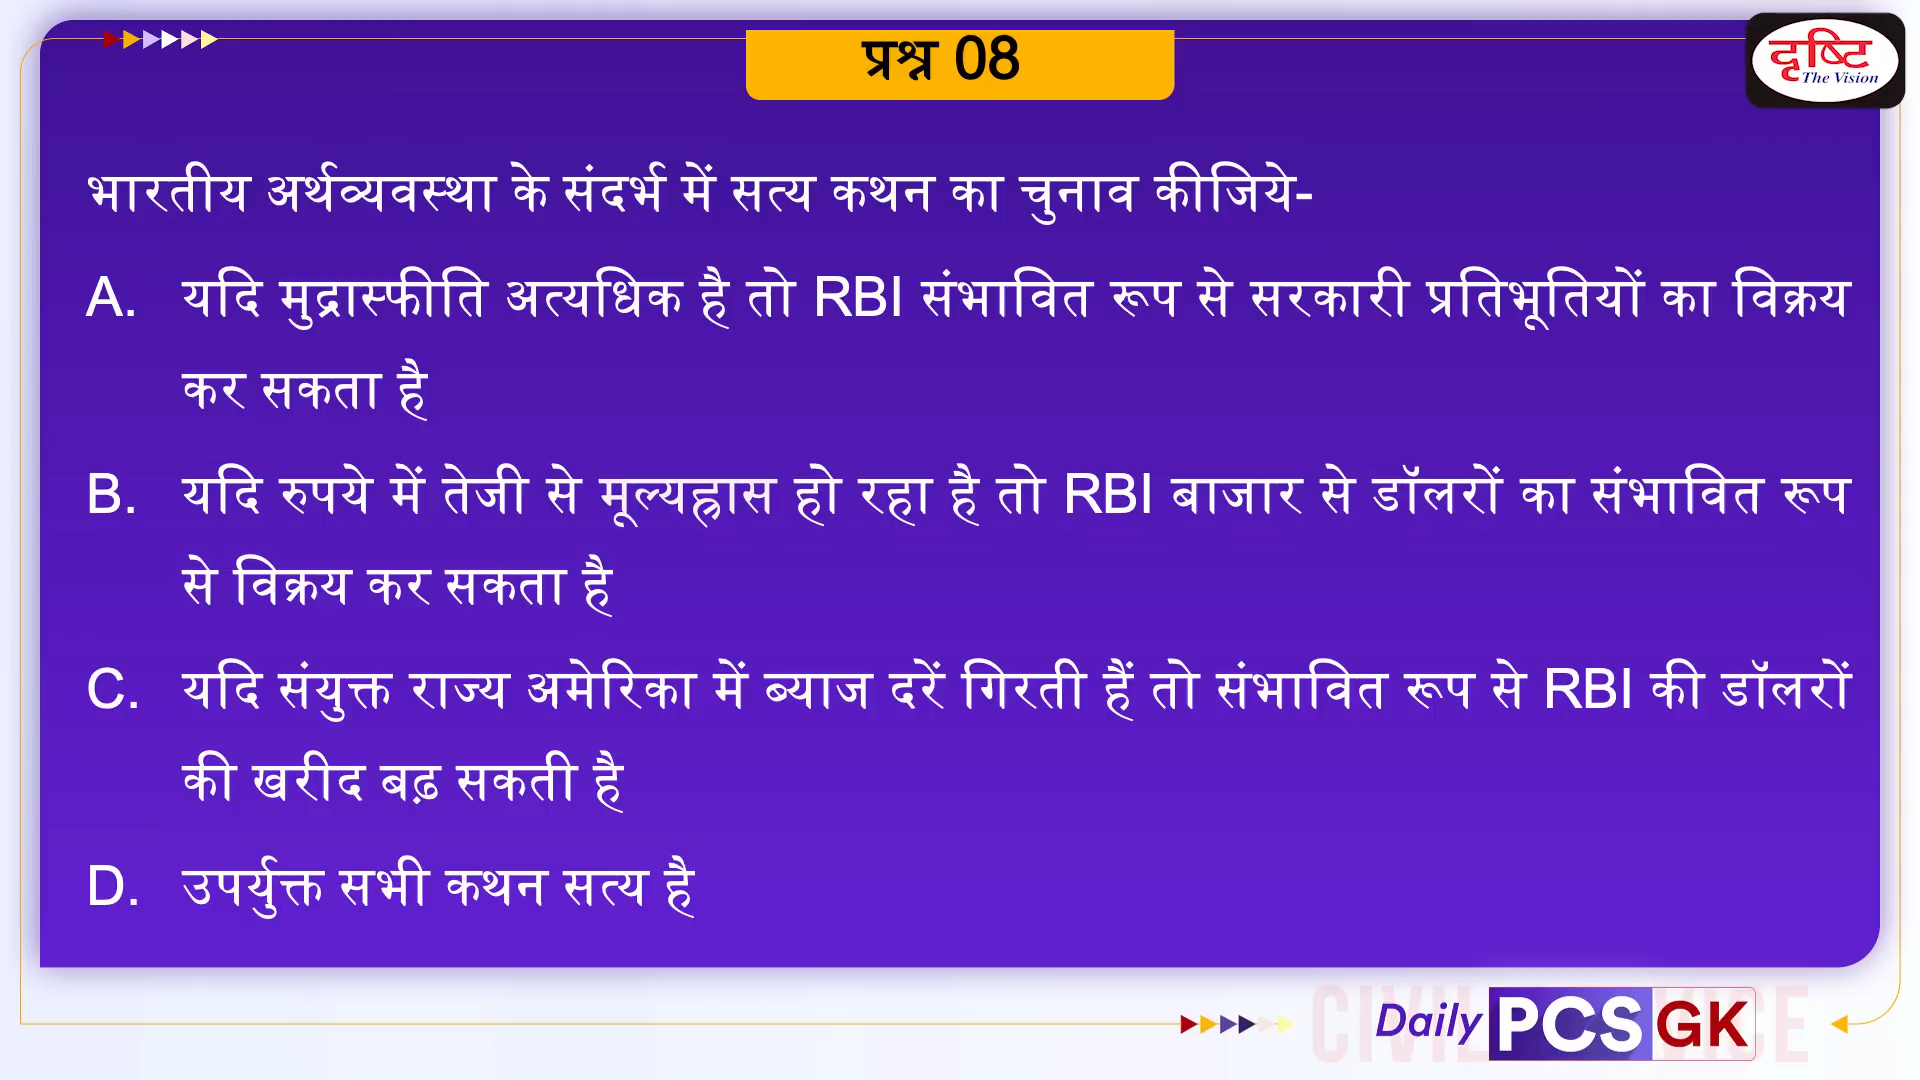 प्रश्न 08
दृष्टि
The Vision
भारतीय अर्थव्यवस्था के संदर्भ में सत्य कथन का चुनाव कीजिये-
A. यदि मुद्रास्फीति अत्यधिक है तो RBI संभावित रूप से सरकारी प्रतिभूतियों का विक्रय
कर सकता है
B. यदि रुपये में तेजी से मूल्यह्रास हो रहा है तो RBI बाजार से डॉलरों का संभावित रूप
से विक्रय कर सकता है
C. यदि संयुक्त राज्य अमेरिका में ब्याज दरें गिरती हैं तो संभावित रूप से RBI की डॉलरों
की खरीद बढ़ सकती है
D. उपर्युक्त सभी कथन सत्य है
Daily PCS GK